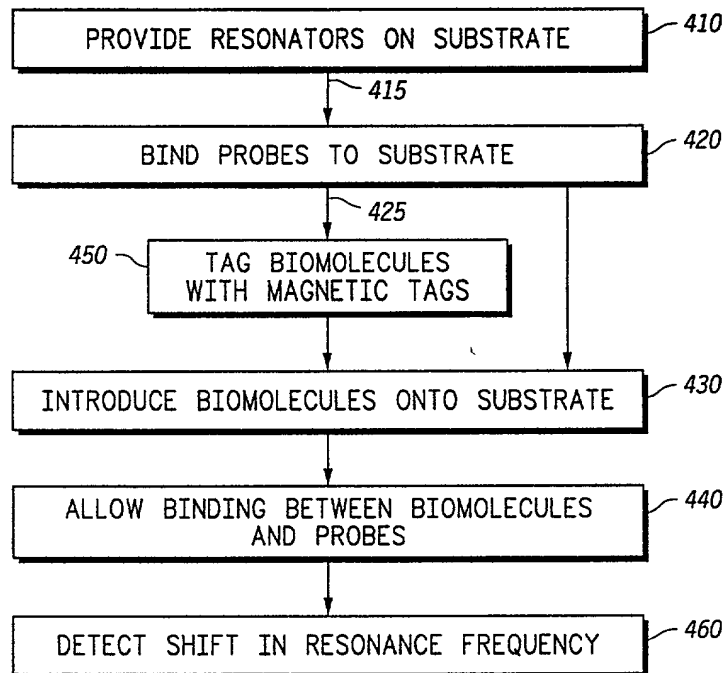 PROVIDE RESONATORS ON SUBSTRATE
410
415
BIND PROBES TO SUBSTRATE
420
425
450
TAG BIOMOLECULES
WITH MAGNETIC TAGS
INTRODUCE BIOMOLECULES ONTO SUBSTRATE
430
ALLOW BINDING BETWEEN BIOMOLECULES
AND PROBES
440
DETECT SHIFT IN RESONANCE FREQUENCY
460